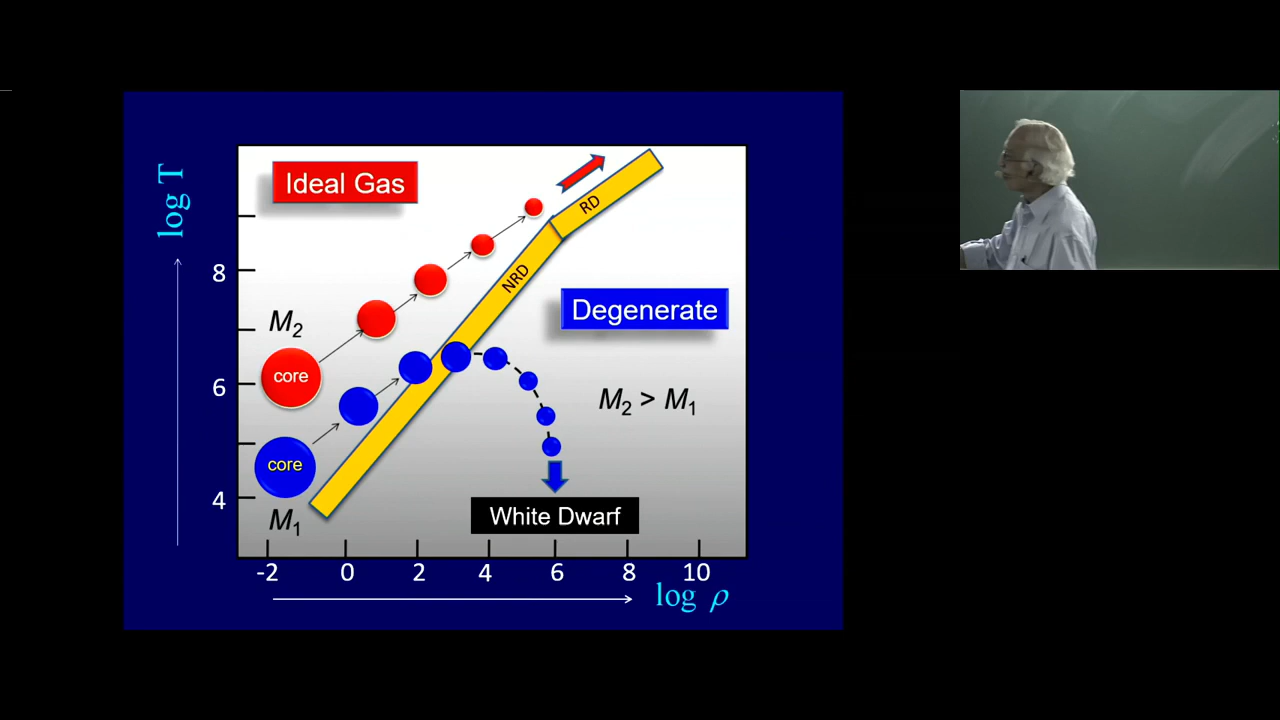 Ideal Gas
log T
RD
NRD
8
Degenerate
M₂
core
6
M₂ > M₁
core
4
White Dwarf
M₁
-2 0 2 4 6 8 10
log ρ